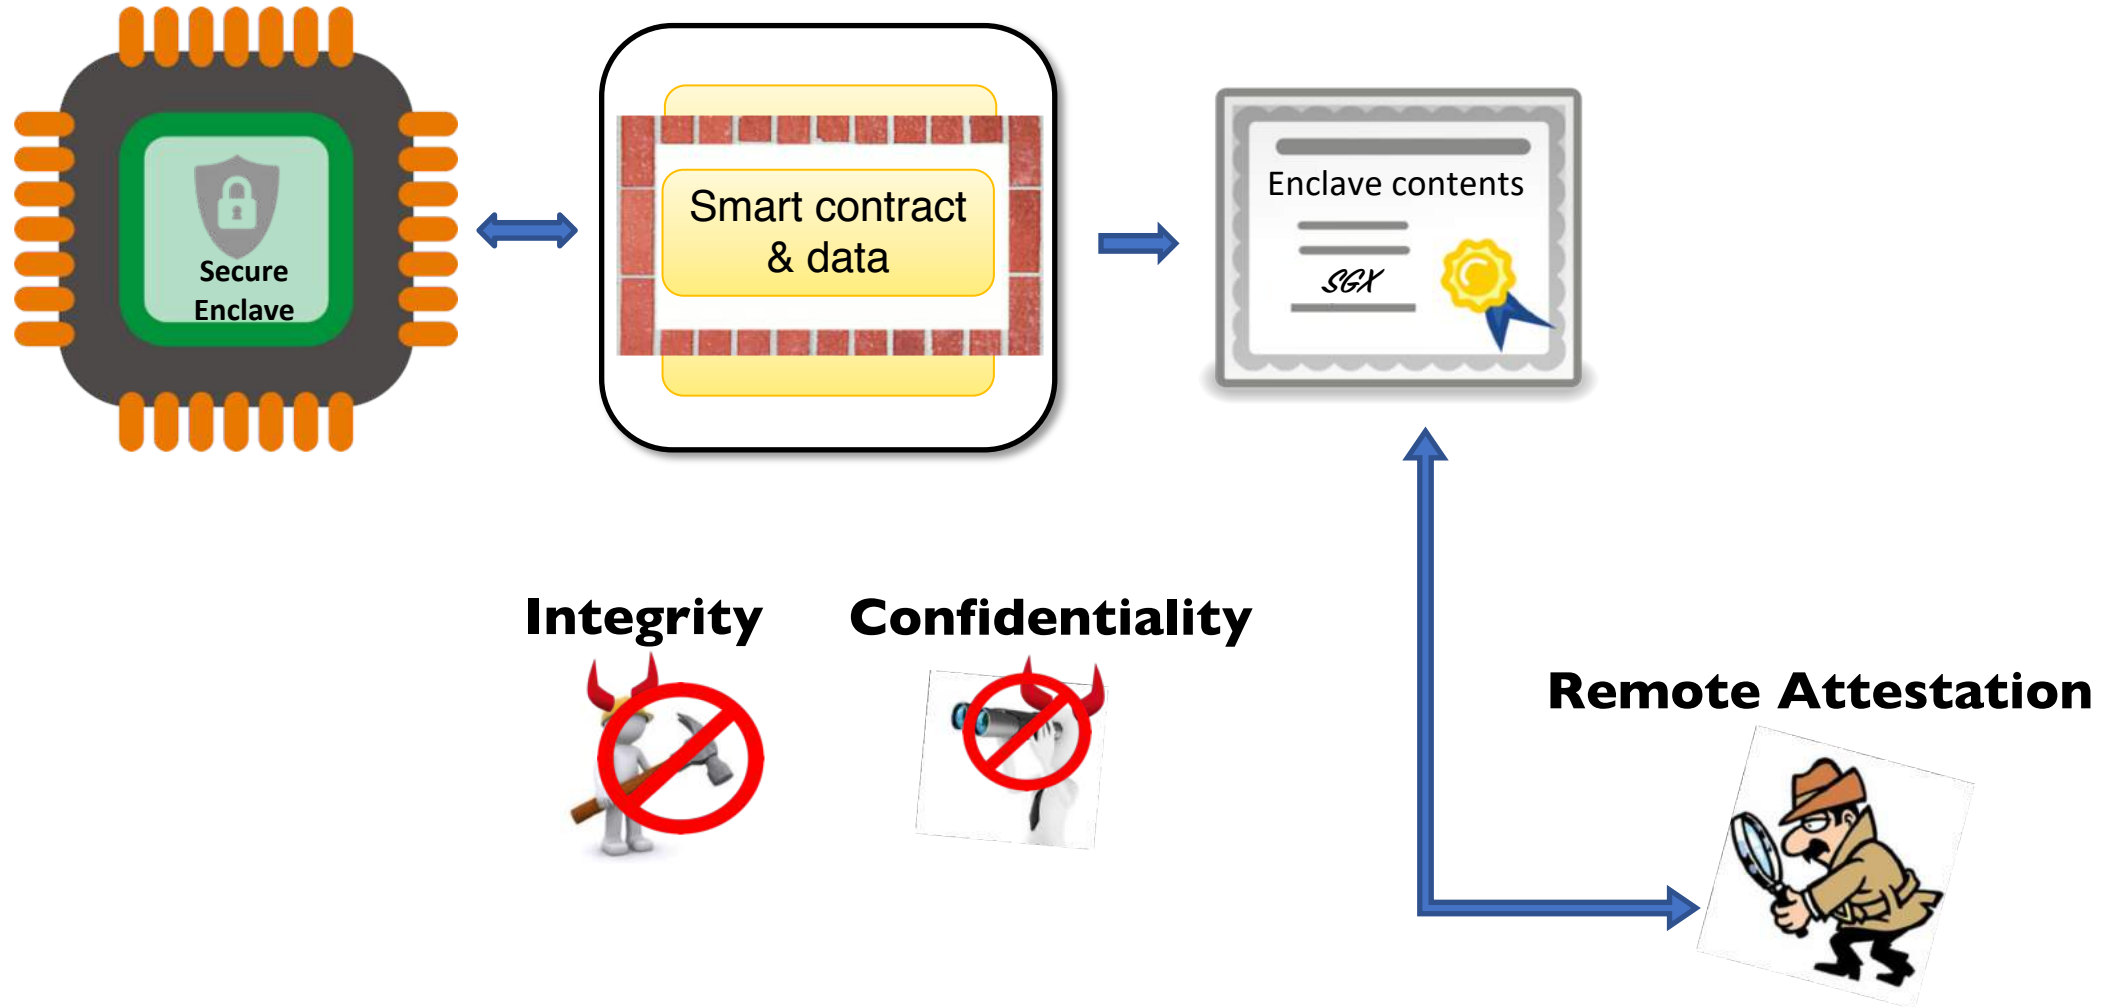 Secure
Enclave
Smart contract
& data
Enclave contents
SGX
Integrity
Confidentiality
Remote Attestation